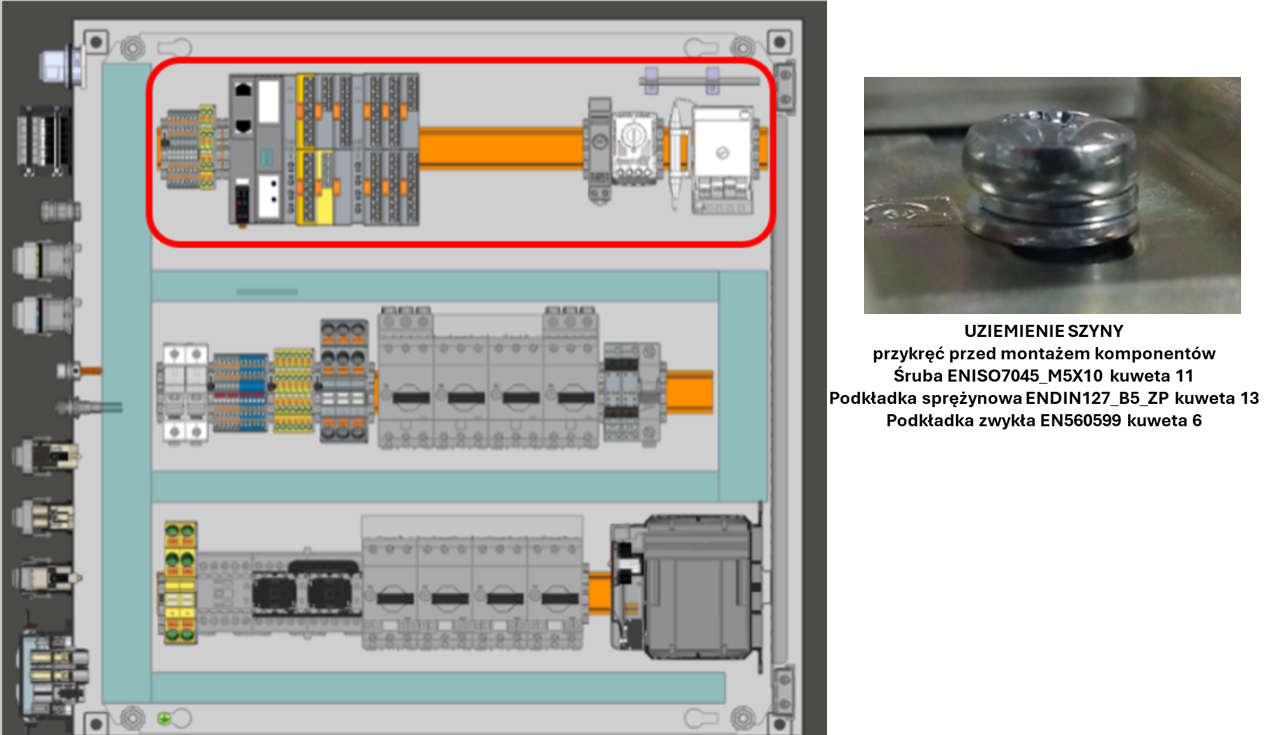 UZIEMIENIE SZYNY
przykręć przed montażem komponentów
Śruba ENISO7045_M5X10 kuweta 11
Podkładka sprężynowa ENDIN127_B5_ZP kuweta 13
Podkładka zwykła EN560599 kuweta 6